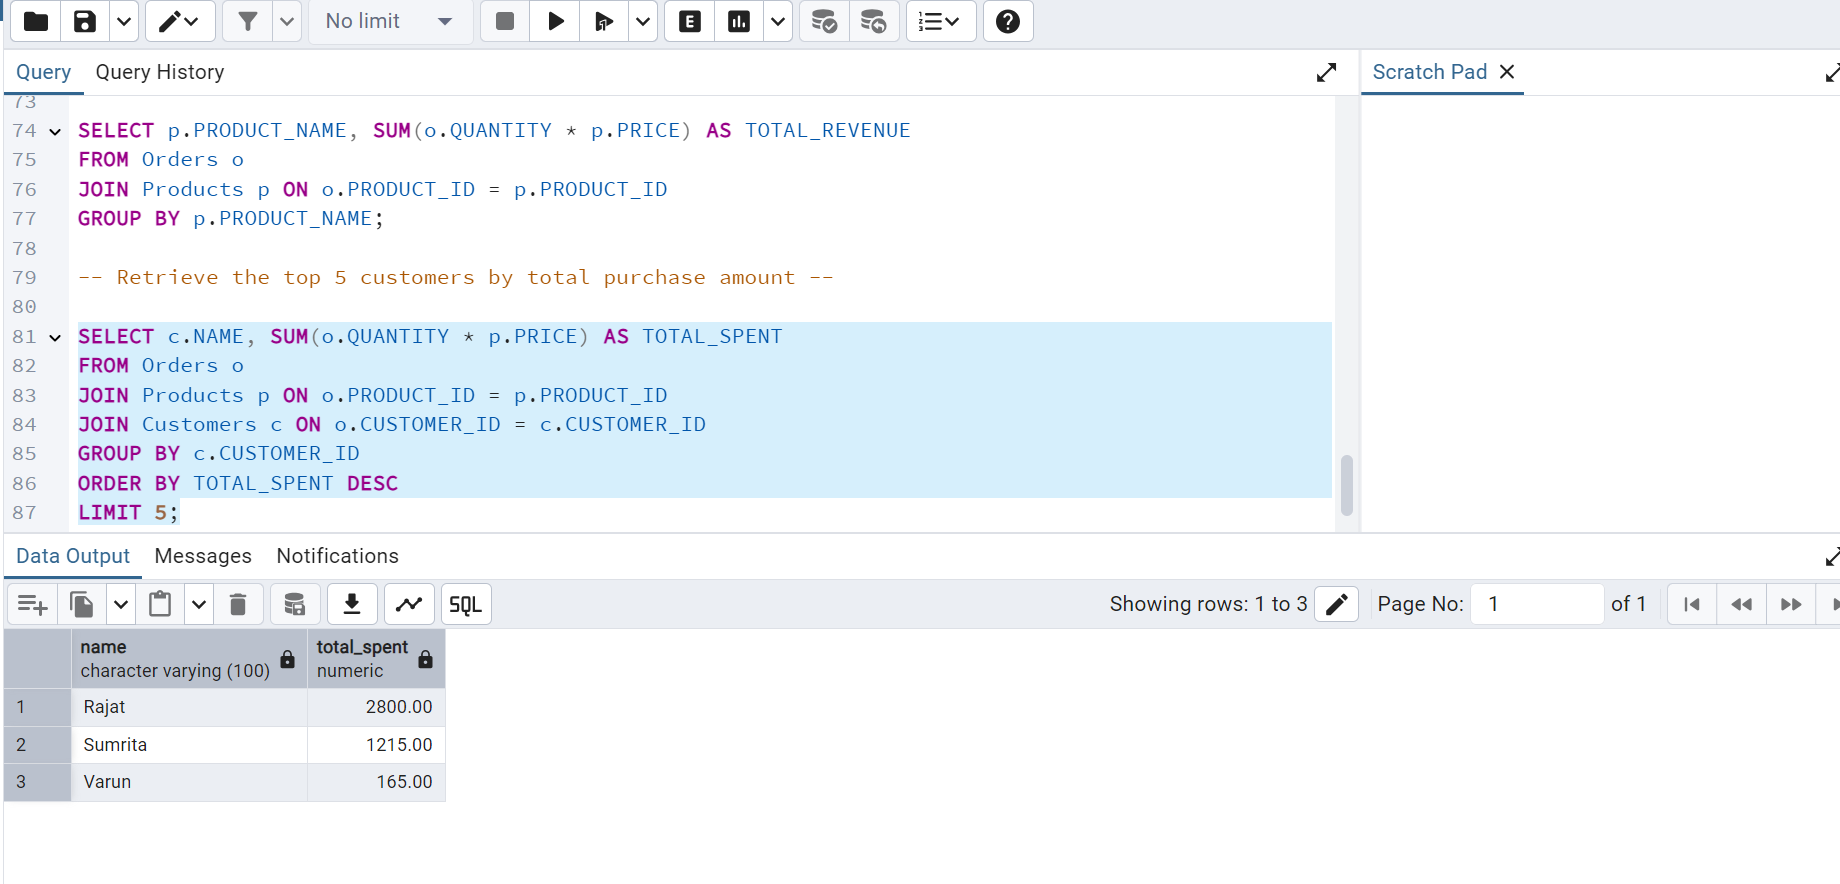 No limit
E
Query Query History
Scratch Pad
73
74 SELECT p.PRODUCT_NAME, SUM(o.QUANTITY * p.PRICE) AS TOTAL_REVENUE
75 FROM Orders o
76 JOIN Products p ON o.PRODUCT_ID = p.PRODUCT_ID
77 GROUP BY p.PRODUCT_NAME;
78
79 -- Retrieve the top 5 customers by total purchase amount --
80
81 SELECT c.NAME, SUM(o.QUANTITY * p.PRICE) AS TOTAL_SPENT
82 FROM Orders o
83 JOIN Products p ON o.PRODUCT_ID = p.PRODUCT_ID
84 JOIN Customers c ON o.CUSTOMER_ID = c.CUSTOMER_ID
85 GROUP BY c.CUSTOMER_ID
86 ORDER BY TOTAL_SPENT DESC
87 LIMIT 5;
Data Output Messages Notifications
SQL Showing rows: 1 to 3 Page No: 1 of 1
name total_spent
character varying (100) numeric
1 Rajat 2800.00
2 Sumrita 1215.00
3 Varun 165.00